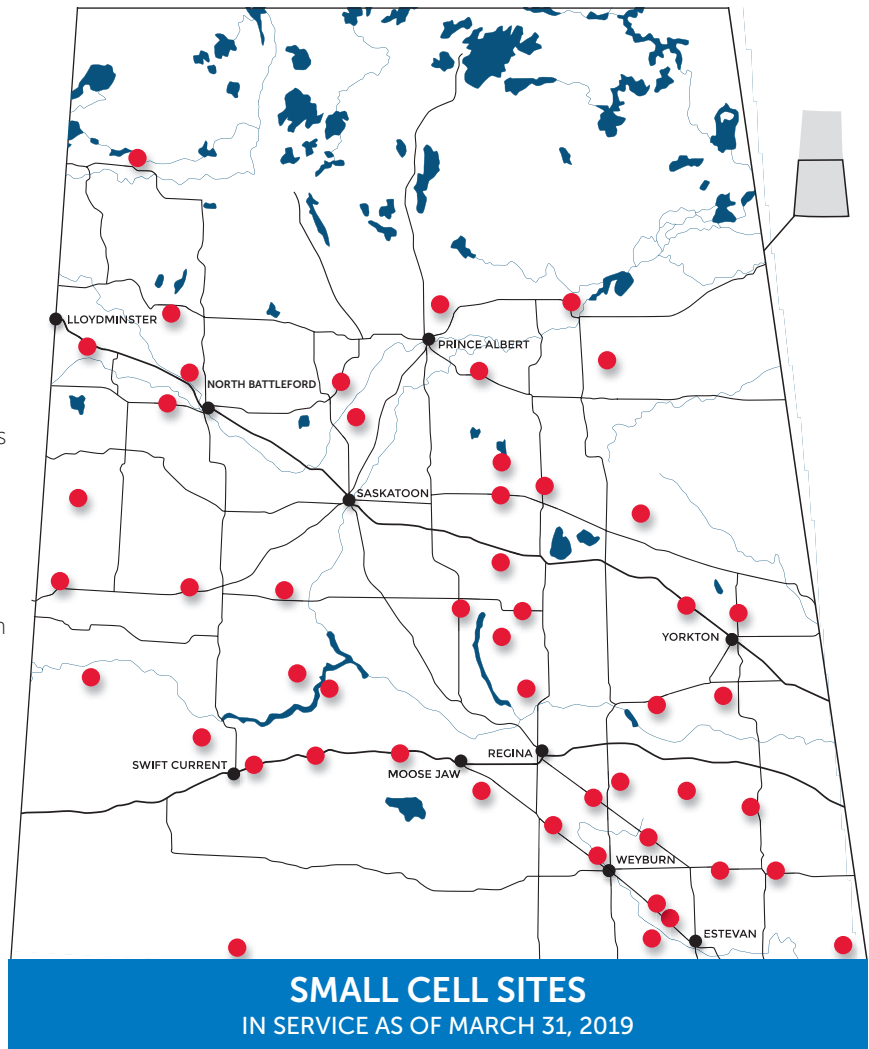 LLOYDMINSTER
PRINCE ALBERT
NORTH BATTLEFORD
s
SASKATOON
n
YORKTON
REGINA
SWIFT CURRENT
MOOSE JAW
WEYBURN
ESTEVAN
SMALL CELL SITES
IN SERVICE AS OF MARCH 31, 2019